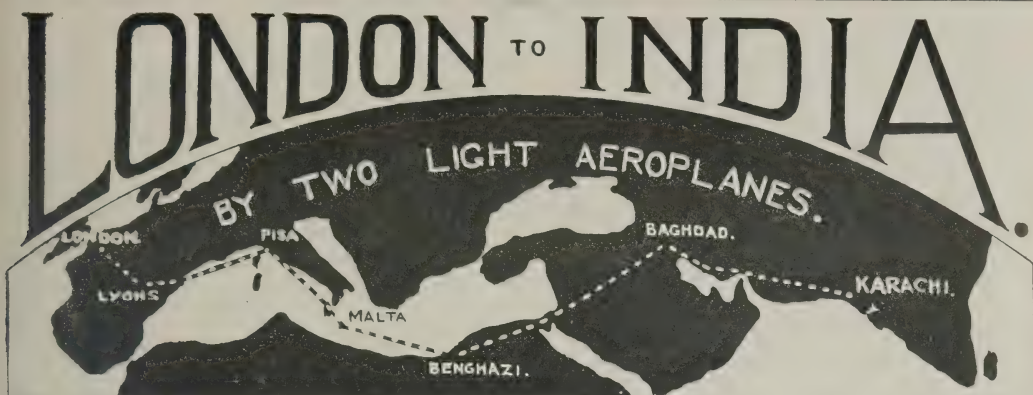 LONDON TO INDIA.
BY TWO LIGHT AEROPLANES.
LONDON.
PISA
BAGHDAD.
LYONS
MALTA
KARACHI.
BENGHAZI.